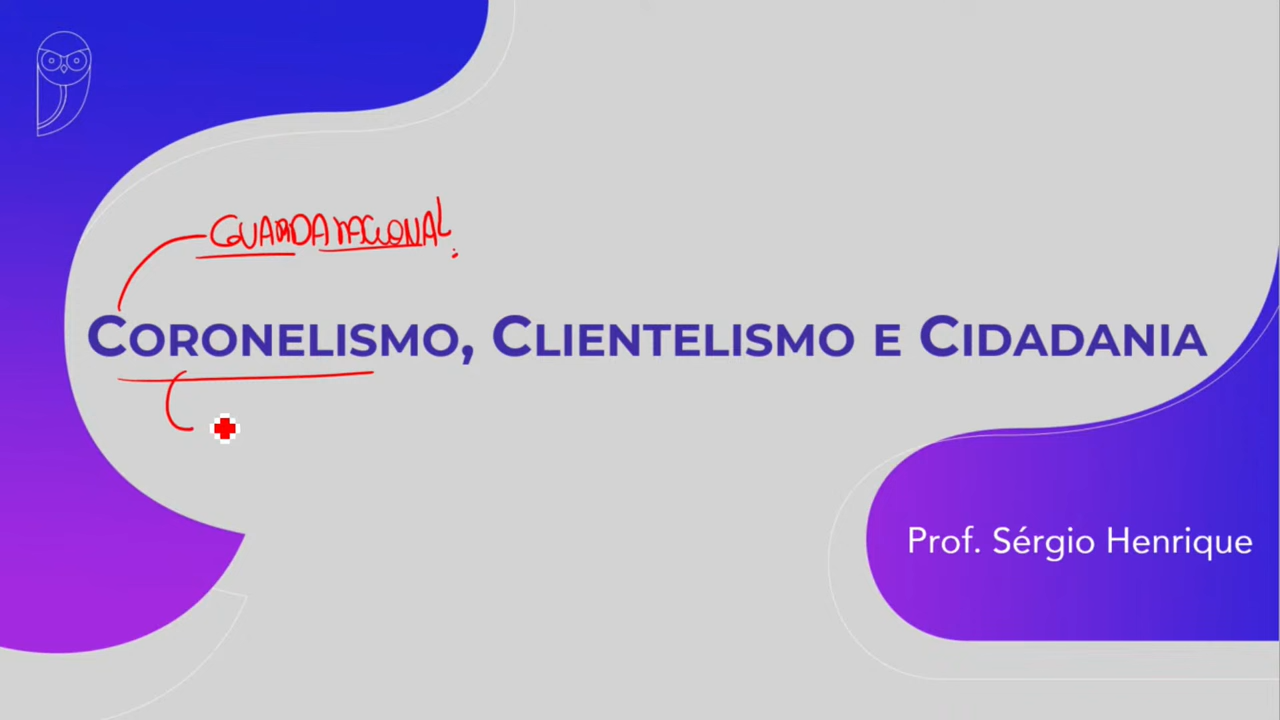 GUARDA NACIONAL
CORONELISMO, CLIENTELISMO E CIDADANIA
Prof. Sérgio Henrique